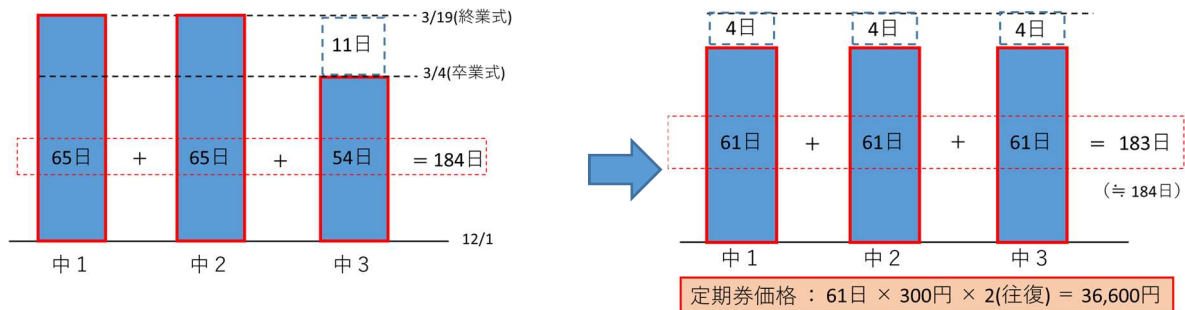 3/19(終業式)
11日
3/4(卒業式)
65日 + 65日 + 54日 = 184日
12/1
中1 中2 中3
4日 4日 4日
61日 + 61日 + 61日 = 183日
(≒ 184日)
中1 中2 中3
定期券価格 : 61日 × 300円 × 2(往復) = 36,600円